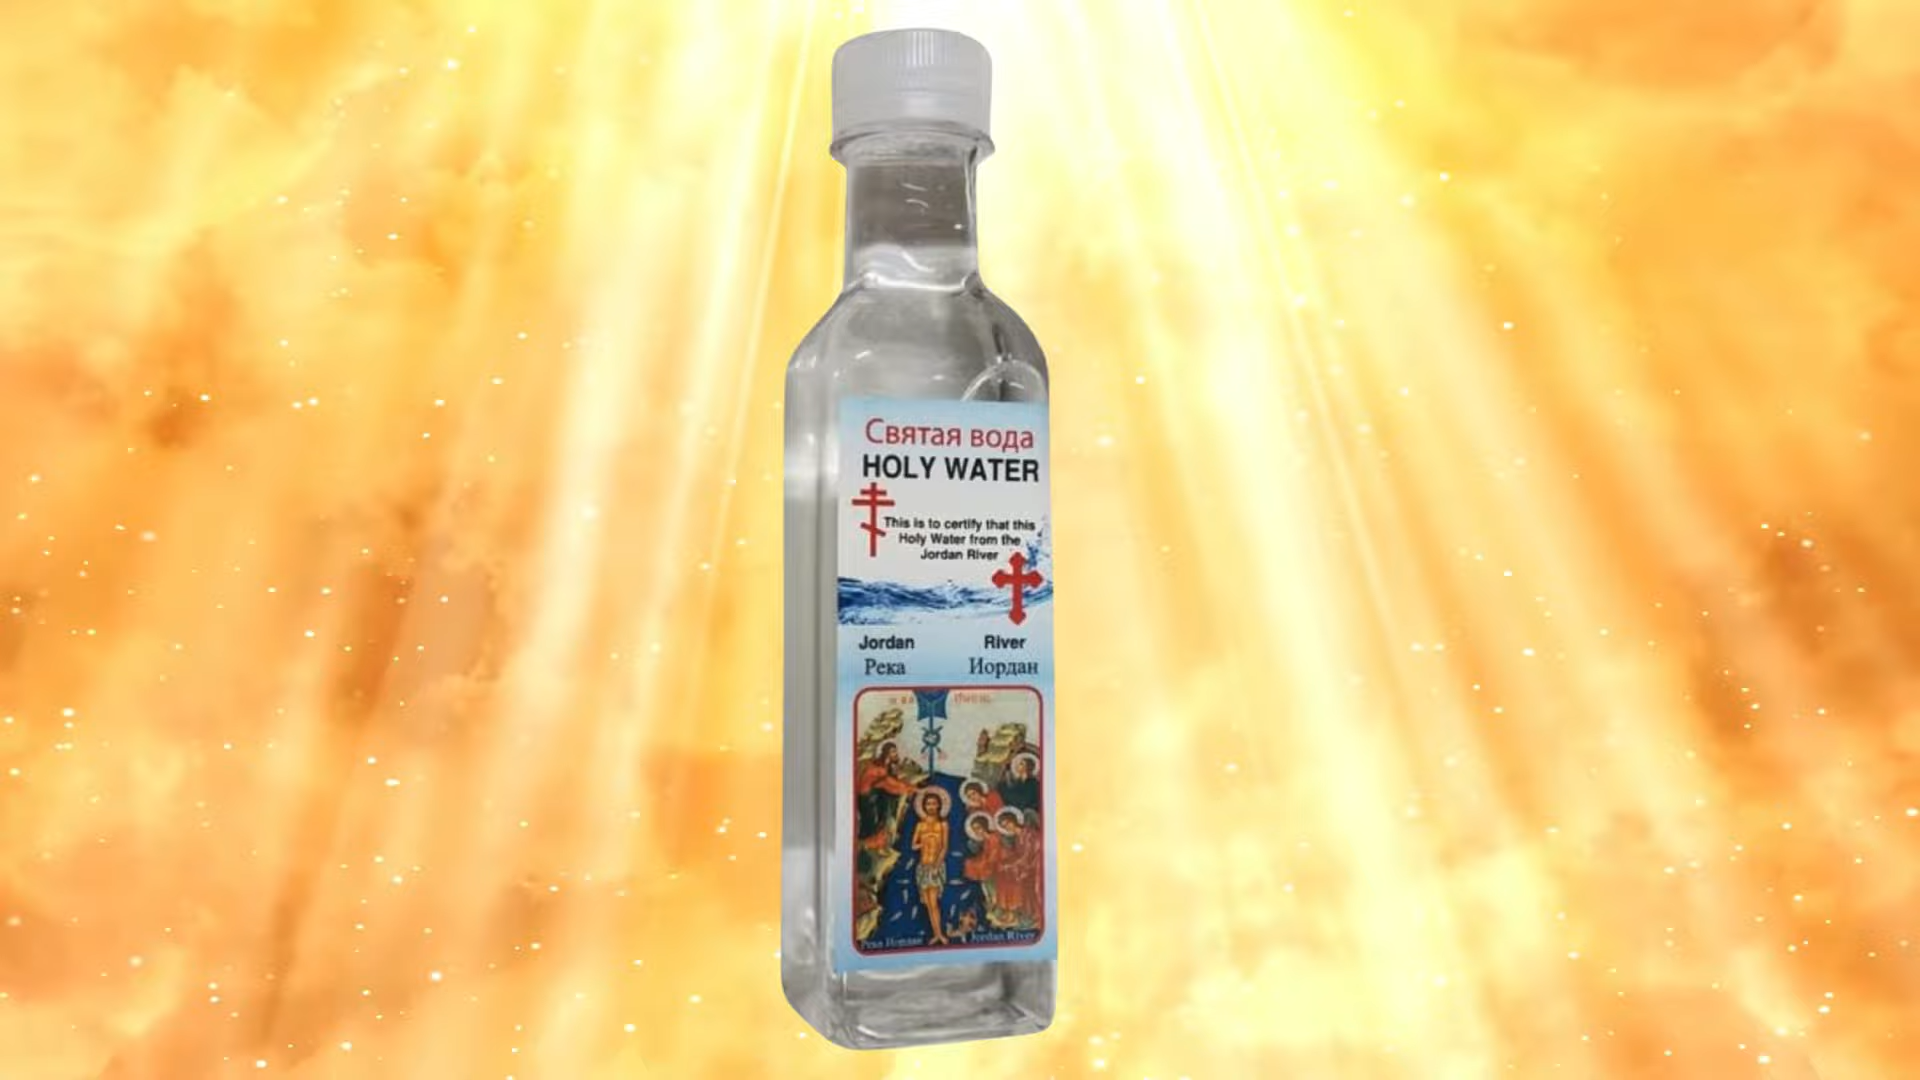 Святая вода
HOLY WATER
This is to certify that this
Holy Water from the
Jordan River
Jordan River
Река Иордан
Река Иордан Jordan River